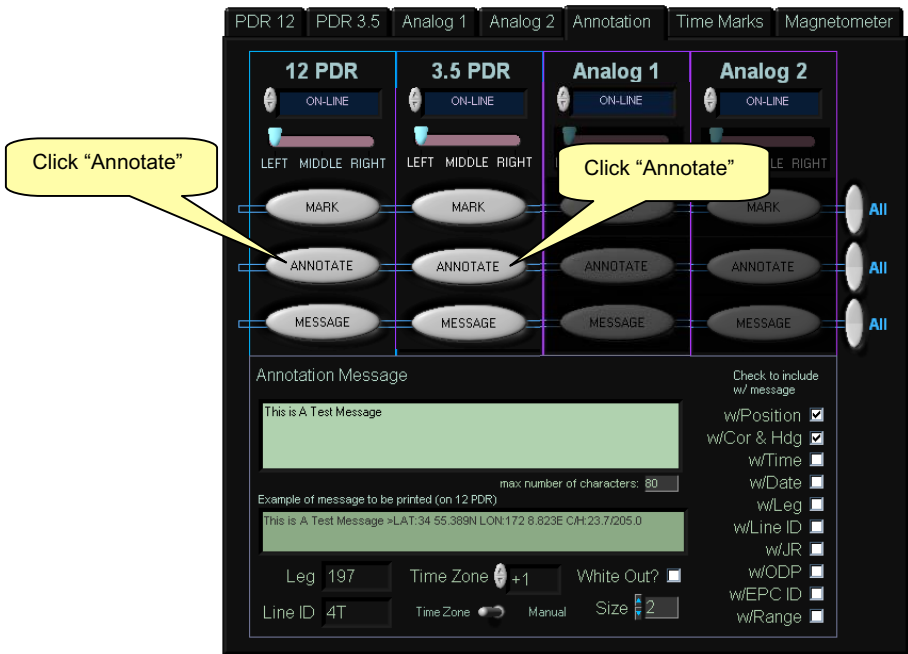 PDR 12 PDR 3.5 Analog 1 Analog 2 Annotation Time Marks Magnetometer
12 PDR 3.5 PDR Analog 1 Analog 2
ON-LINE ON-LINE ON-LINE ON-LINE
Click “Annotate” Click “Annotate”
LEFT MIDDLE RIGHT LEFT MIDDLE RIGHT RIGHT
MARK MARK MARK All
ANNOTATE ANNOTATE ANNOTATE ANNOTATE All
MESSAGE MESSAGE MESSAGE MESSAGE All
Annotation Message
This is A Test Message
max number of characters: 80
Example of message to be printed (on 12 PDR)
This is A Test Message >LAT:34 55.389N LON:172 8.823E C/H:23.7/205.0
Leg 197 Time Zone +1 White Out?
Line ID 4T Time Zone Manual Size 2
Check to include
w/ message
w/Position
w/Cor & Hdg
w/Time
w/Date
w/Leg
w/Line ID
w/JR
w/ODP
w/EPC ID
w/Range